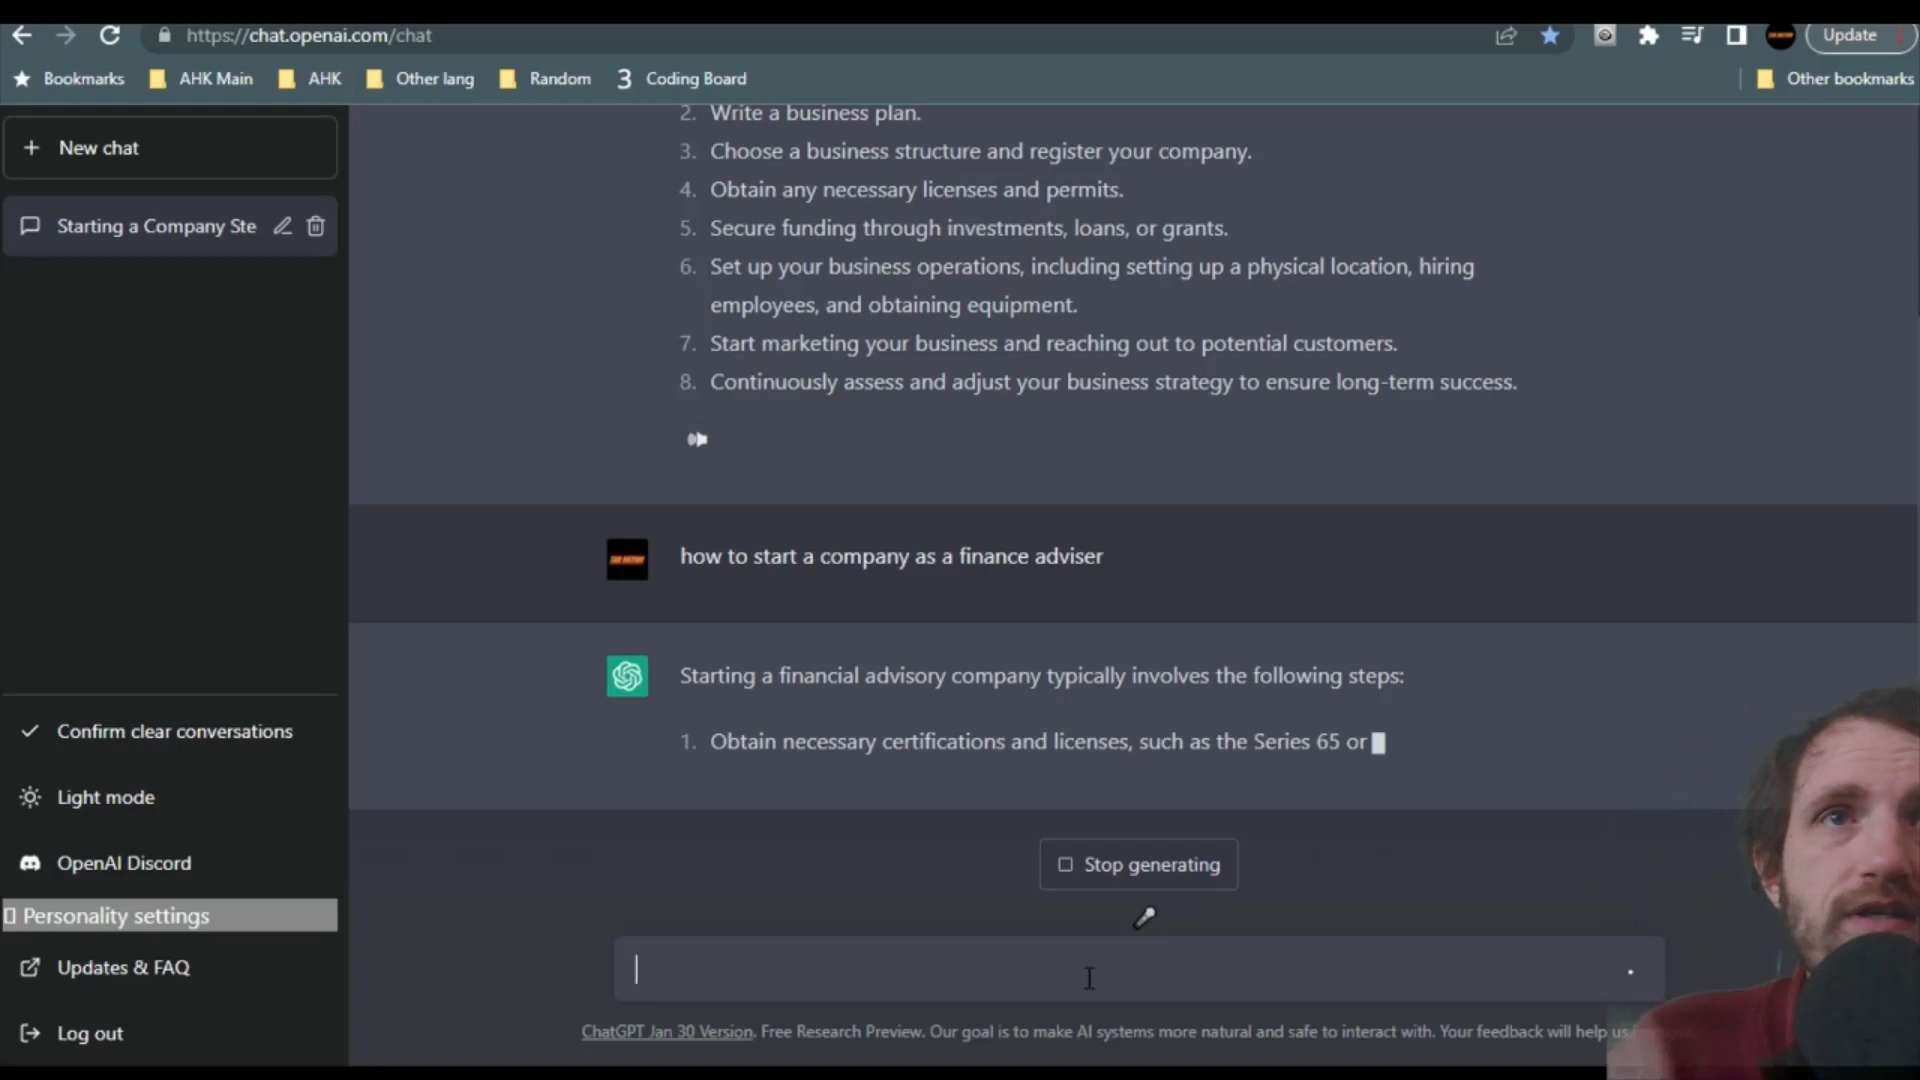 https://chat.openai.com/chat
Update
Bookmarks
AHK Main
AHK
Other lang
Random
3 Coding Board
Other bookmarks
New chat
Starting a Company Ste
2. Write a business plan.
3. Choose a business structure and register your company.
4. Obtain any necessary licenses and permits.
5. Secure funding through investments, loans, or grants.
6. Set up your business operations, including setting up a physical location, hiring
employees, and obtaining equipment.
7. Start marketing your business and reaching out to potential customers.
8. Continuously assess and adjust your business strategy to ensure long-term success.
how to start a company as a finance adviser
Starting a financial advisory company typically involves the following steps:
1. Obtain necessary certifications and licenses, such as the Series 65 or
Confirm clear conversations
Light mode
OpenAI Discord
Personality settings
Updates & FAQ
Log out
Stop generating
ChatGPT Jan 30 Version. Free Research Preview. Our goal is to make AI systems more natural and safe to interact with. Your feedback will help us